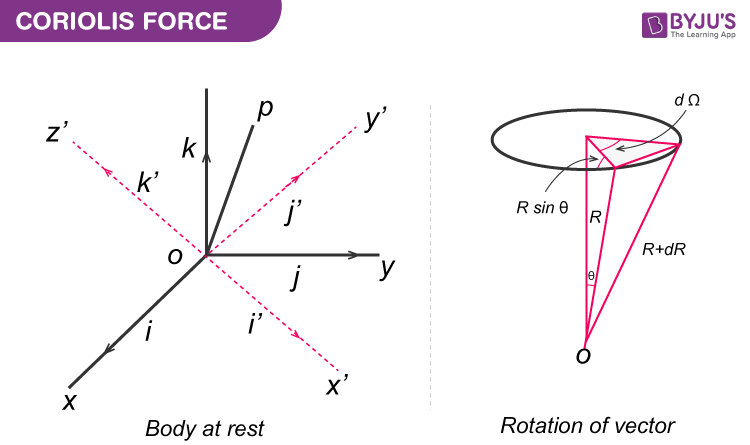 CORIOLIS FORCE
BYJU'S
The Learning App
z’
k
p
y’
k’
j’
o
j
y
i
i’
x
x’
Body at rest
d Ω
R sin θ
R
R+dR
θ
O
Rotation of vector